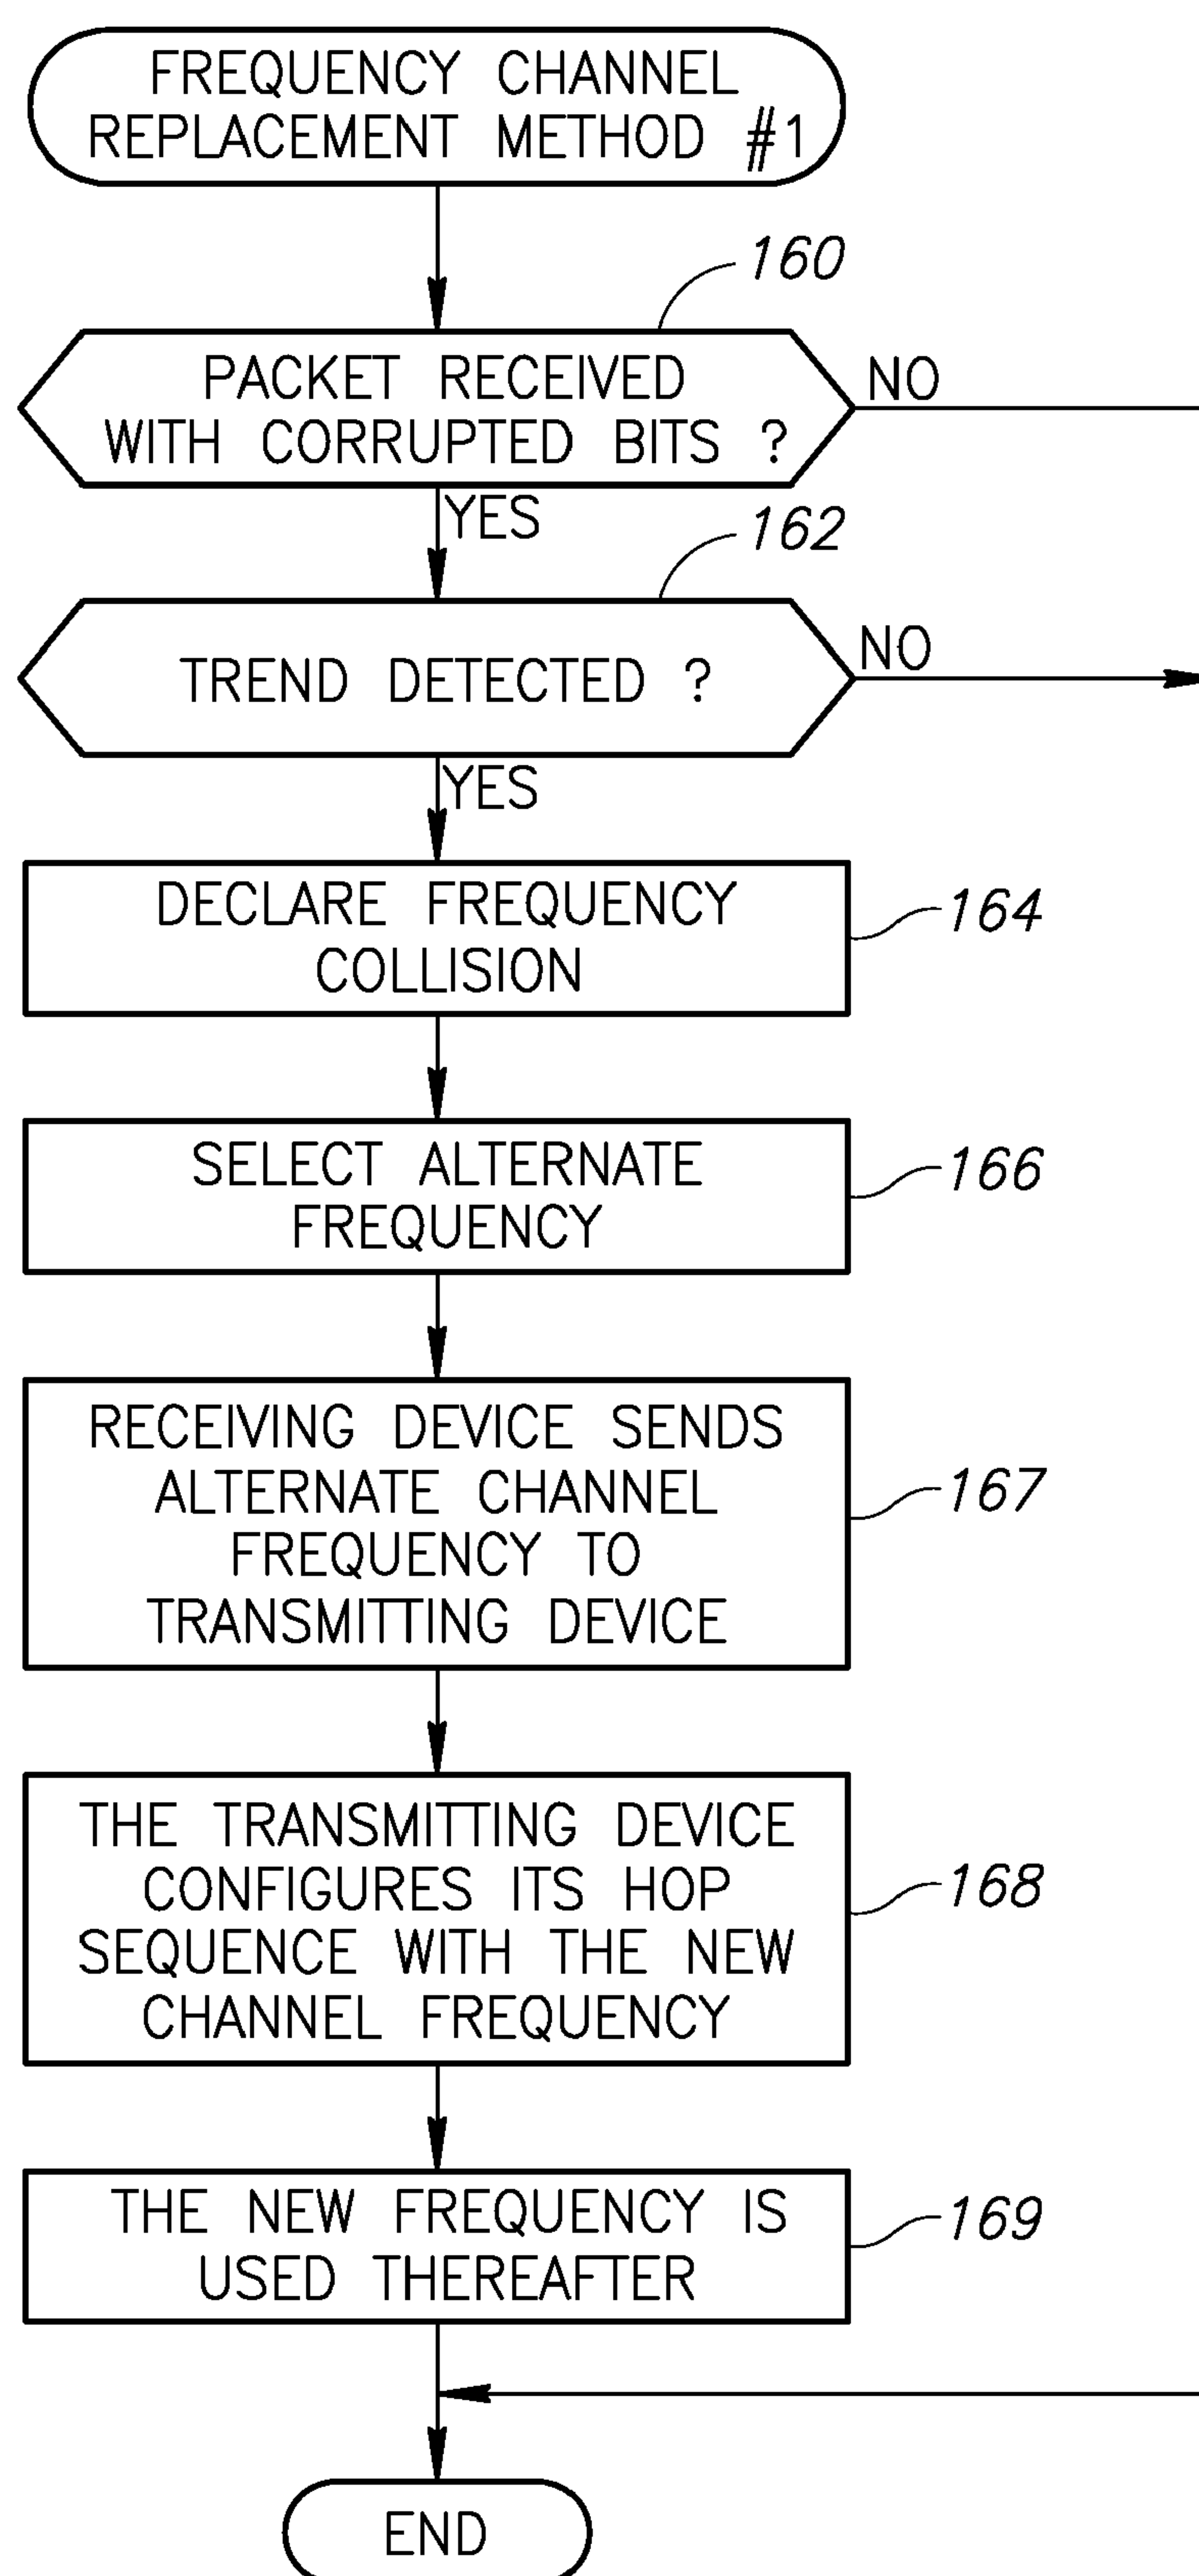 FREQUENCY CHANNEL
REPLACEMENT METHOD #1
160
PACKET RECEIVED
WITH CORRUPTED BITS ?
NO
YES
162
TREND DETECTED ?
NO
YES
DECLARE FREQUENCY
COLLISION
164
SELECT ALTERNATE
FREQUENCY
166
RECEIVING DEVICE SENDS
ALTERNATE CHANNEL
FREQUENCY TO
TRANSMITTING DEVICE
167
THE TRANSMITTING DEVICE
CONFIGURES ITS HOP
SEQUENCE WITH THE NEW
CHANNEL FREQUENCY
168
THE NEW FREQUENCY IS
USED THEREAFTER
169
END